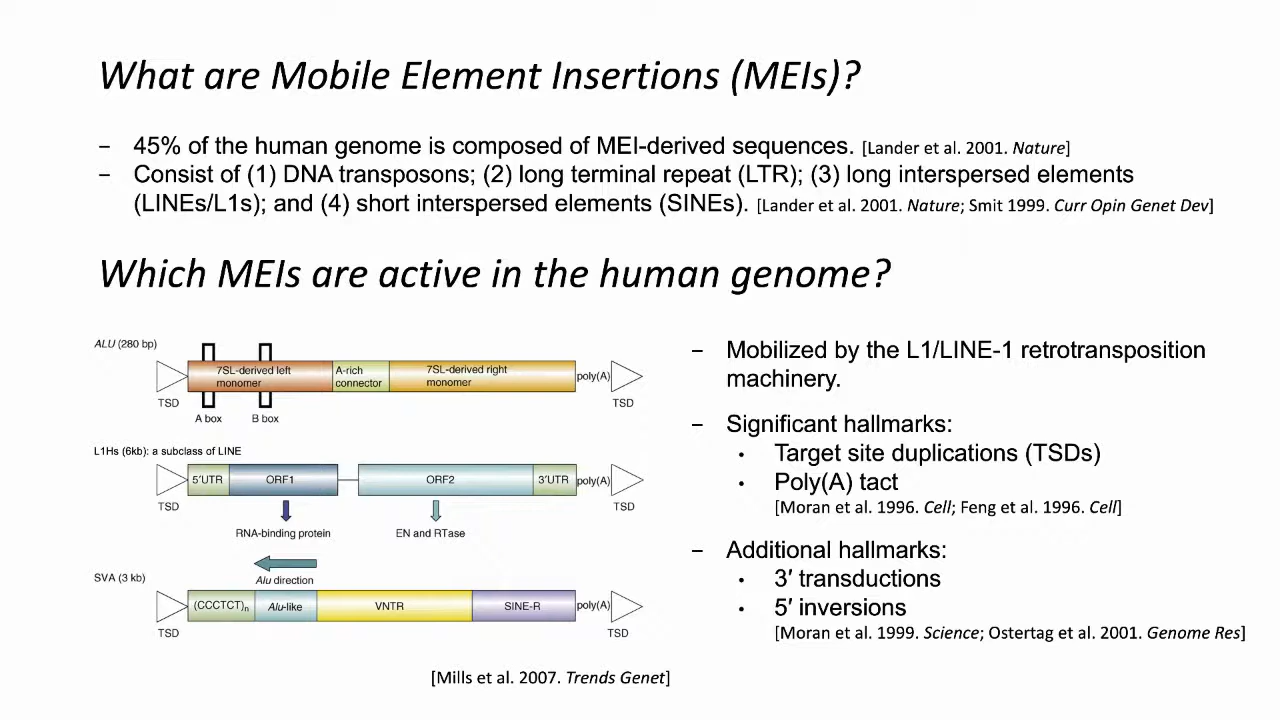 What are Mobile Element Insertions (MEIs)?
– 45% of the human genome is composed of MEI-derived sequences. [Lander et al. 2001. Nature]
– Consist of (1) DNA transposons; (2) long terminal repeat (LTR); (3) long interspersed elements
(LINEs/L1s); and (4) short interspersed elements (SINEs). [Lander et al. 2001. Nature; Smit 1999. Curr Opin Genet Dev]
Which MEIs are active in the human genome?
ALU (280 bp)
7SL-derived left
monomer
A-rich
connector
7SL-derived right
monomer
poly(A)
TSD
A box
B box
TSD
L1Hs (6kb): a subclass of LINE
5′UTR
ORF1
ORF2
3′UTR
poly(A)
TSD
TSD
RNA-binding protein
EN and RTase
SVA (3 kb)
Alu direction
(CCCTCT)n
Alu-like
VNTR
SINE-R
poly(A)
TSD
TSD
[Mills et al. 2007. Trends Genet]
– Mobilized by the L1/LINE-1 retrotransposition
machinery.
– Significant hallmarks:
• Target site duplications (TSDs)
• Poly(A) tact
[Moran et al. 1996. Cell; Feng et al. 1996. Cell]
– Additional hallmarks:
• 3′ transductions
• 5′ inversions
[Moran et al. 1999. Science; Ostertag et al. 2001. Genome Res]